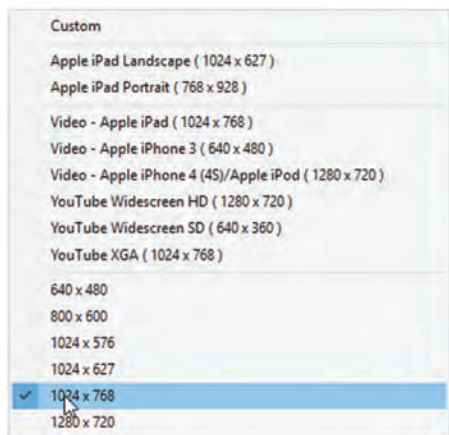 Custom
Apple iPad Landscape ( 1024 x 627 )
Apple iPad Portrait ( 768 x 928 )
Video - Apple iPad ( 1024 x 768 )
Video - Apple iPhone 3 ( 640 x 480 )
Video - Apple iPhone 4 (4S)/Apple iPod ( 1280 x 720 )
YouTube Widescreen HD ( 1280 x 720 )
YouTube Widescreen SD ( 640 x 360 )
YouTube XGA ( 1024 x 768 )
640 x 480
800 x 600
1024 x 576
1024 x 627
1024 x 768
1280 x 720